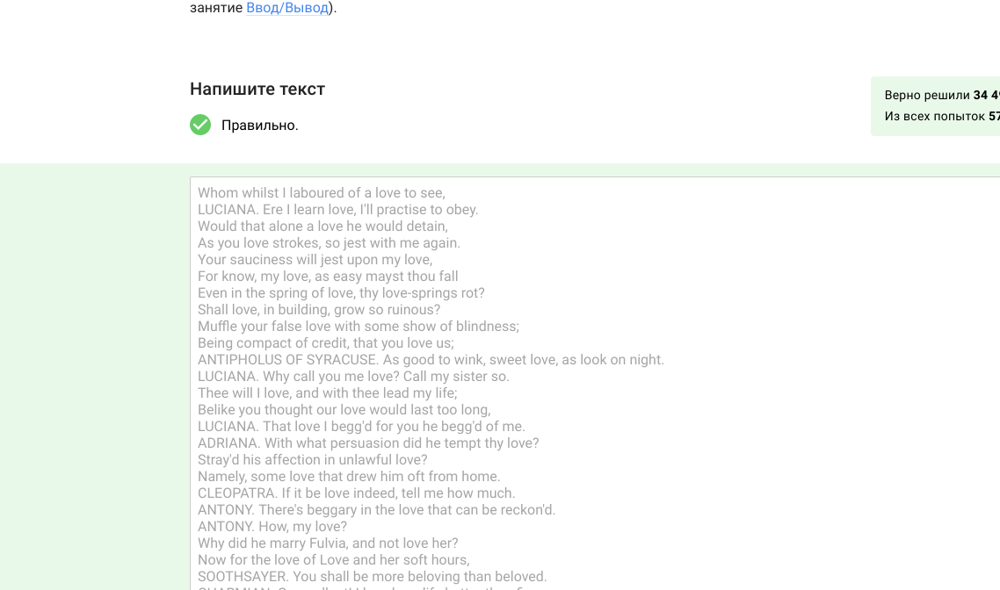 занятие Ввод/Вывод).
Напишите текст
Правильно.
Верно решили 34
Из всех попыток 57
Whom whilst I laboured of a love to see,
LUCIANA. Ere I learn love, I'll practise to obey.
Would that alone a love he would detain,
As you love strokes, so jest with me again.
Your sauciness will jest upon my love,
For know, my love, as easy mayst thou fall
Even in the spring of love, thy love-springs rot?
Shall love, in building, grow so ruinous?
Muffle your false love with some show of blindness;
Being compact of credit, that you love us;
ANTIPHOLUS OF SYRACUSE. As good to wink, sweet love, as look on night.
LUCIANA. Why call you me love? Call my sister so.
Thee will I love, and with thee lead my life;
Belike you thought our love would last too long,
LUCIANA. That love I begg'd for you he begg'd of me.
ADRIANA. With what persuasion did he tempt thy love?
Stray'd his affection in unlawful love?
Namely, some love that drew him oft from home.
CLEOPATRA. If it be love indeed, tell me how much.
ANTONY. There's beggary in the love that can be reckon'd.
ANTONY. How, my love?
Why did he marry Fulvia, and not love her?
Now for the love of Love and her soft hours,
SOOTHSAYER. You shall be more beloving than beloved.